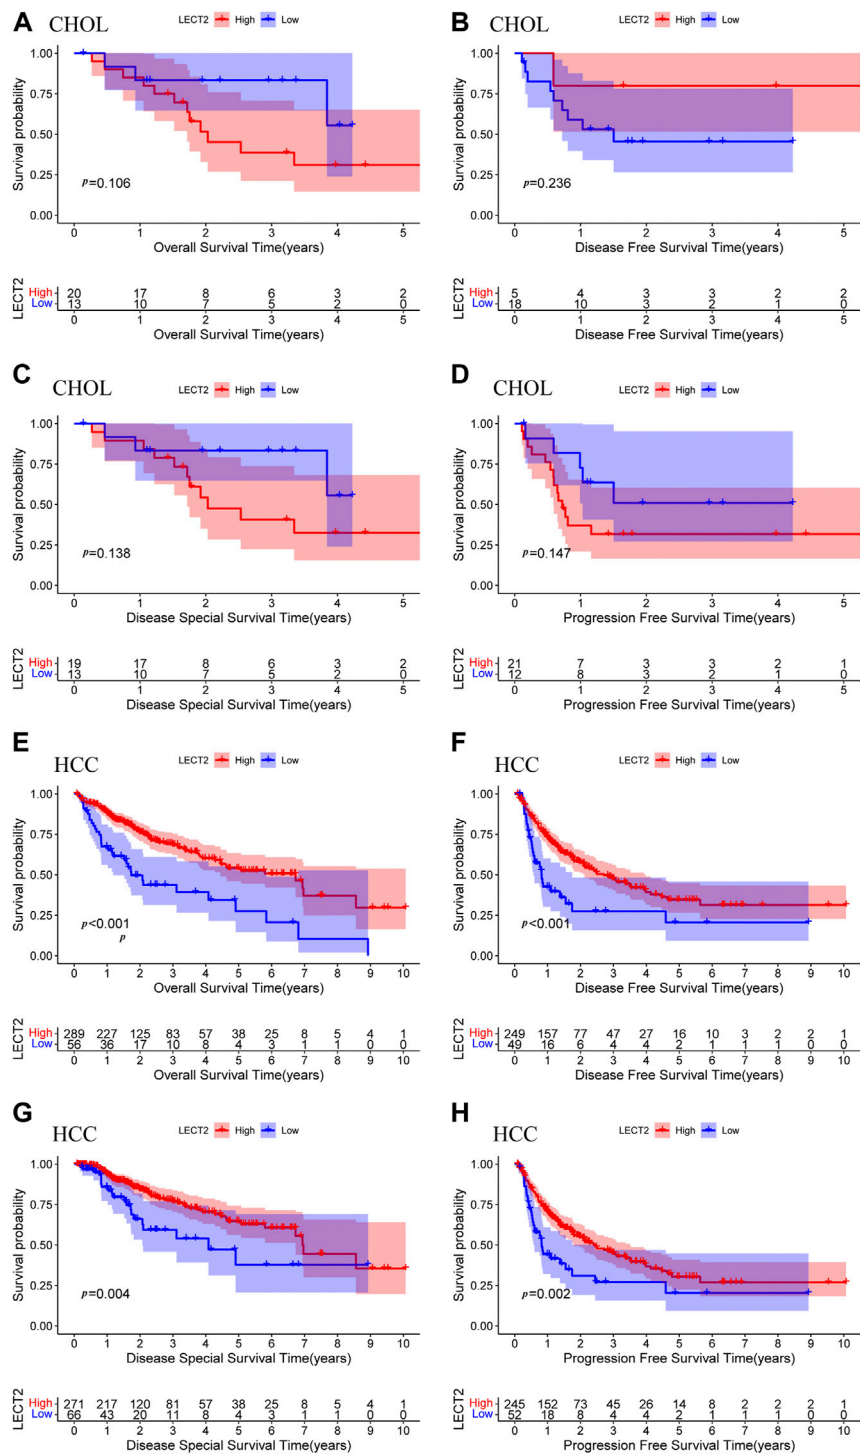 A CHOL LECT2 High Low
Survival probability
1.00
0.75
0.50
0.25
0.00
p=0.106
0 1 2 3 4 5
Overall Survival Time(years)
LECT2
High 20 17 8 6 3 2
Low 13 10 7 5 2 0
0 1 2 3 4 5
Overall Survival Time(years)
B CHOL LECT2 High Low
Survival probability
1.00
0.75
0.50
0.25
0.00
p=0.236
0 1 2 3 4 5
Disease Free Survival Time(years)
LECT2
High 5 4 3 3 2 2
Low 18 10 3 2 1 0
0 1 2 3 4 5
Disease Free Survival Time(years)
C CHOL LECT2 High Low
Survival probability
1.00
0.75
0.50
0.25
0.00
p=0.138
0 1 2 3 4 5
Disease Special Survival Time(years)
LECT2
High 19 17 8 6 3 2
Low 13 10 7 5 2 0
0 1 2 3 4 5
Disease Special Survival Time(years)
D CHOL LECT2 High Low
Survival probability
1.00
0.75
0.50
0.25
0.00
p=0.147
0 1 2 3 4 5
Progression Free Survival Time(years)
LECT2
High 21 7 3 3 2 1
Low 12 8 3 2 1 0
0 1 2 3 4 5
Progression Free Survival Time(years)
E HCC LECT2 High Low
Survival probability
1.00
0.75
0.50
0.25
0.00
p<0.001
p
0 1 2 3 4 5 6 7 8 9 10
Overall Survival Time(years)
LECT2
High 289 227 125 83 57 38 25 8 5 4 1
Low 56 36 17 10 8 4 3 1 1 0 0
0 1 2 3 4 5 6 7 8 9 10
Overall Survival Time(years)
F HCC LECT2 High Low
Survival probability
1.00
0.75
0.50
0.25
0.00
p<0.001
0 1 2 3 4 5 6 7 8 9 10
Disease Free Survival Time(years)
LECT2
High 249 157 77 47 27 16 10 3 2 2 1
Low 49 16 6 4 4 2 1 1 1 0 0
0 1 2 3 4 5 6 7 8 9 10
Disease Free Survival Time(years)
G HCC LECT2 High Low
Survival probability
1.00
0.75
0.50
0.25
0.00
p=0.004
0 1 2 3 4 5 6 7 8 9 10
Disease Special Survival Time(years)
LECT2
High 271 217 120 81 57 38 25 8 5 4 1
Low 66 43 20 11 8 4 3 1 1 0 0
0 1 2 3 4 5 6 7 8 9 10
Disease Special Survival Time(years)
H HCC LECT2 High Low
Survival probability
1.00
0.75
0.50
0.25
0.00
p=0.002
0 1 2 3 4 5 6 7 8 9 10
Progression Free Survival Time(years)
LECT2
High 245 152 73 45 26 14 8 2 2 2 1
Low 52 18 8 4 4 2 1 1 1 0 0
0 1 2 3 4 5 6 7 8 9 10
Progression Free Survival Time(years)